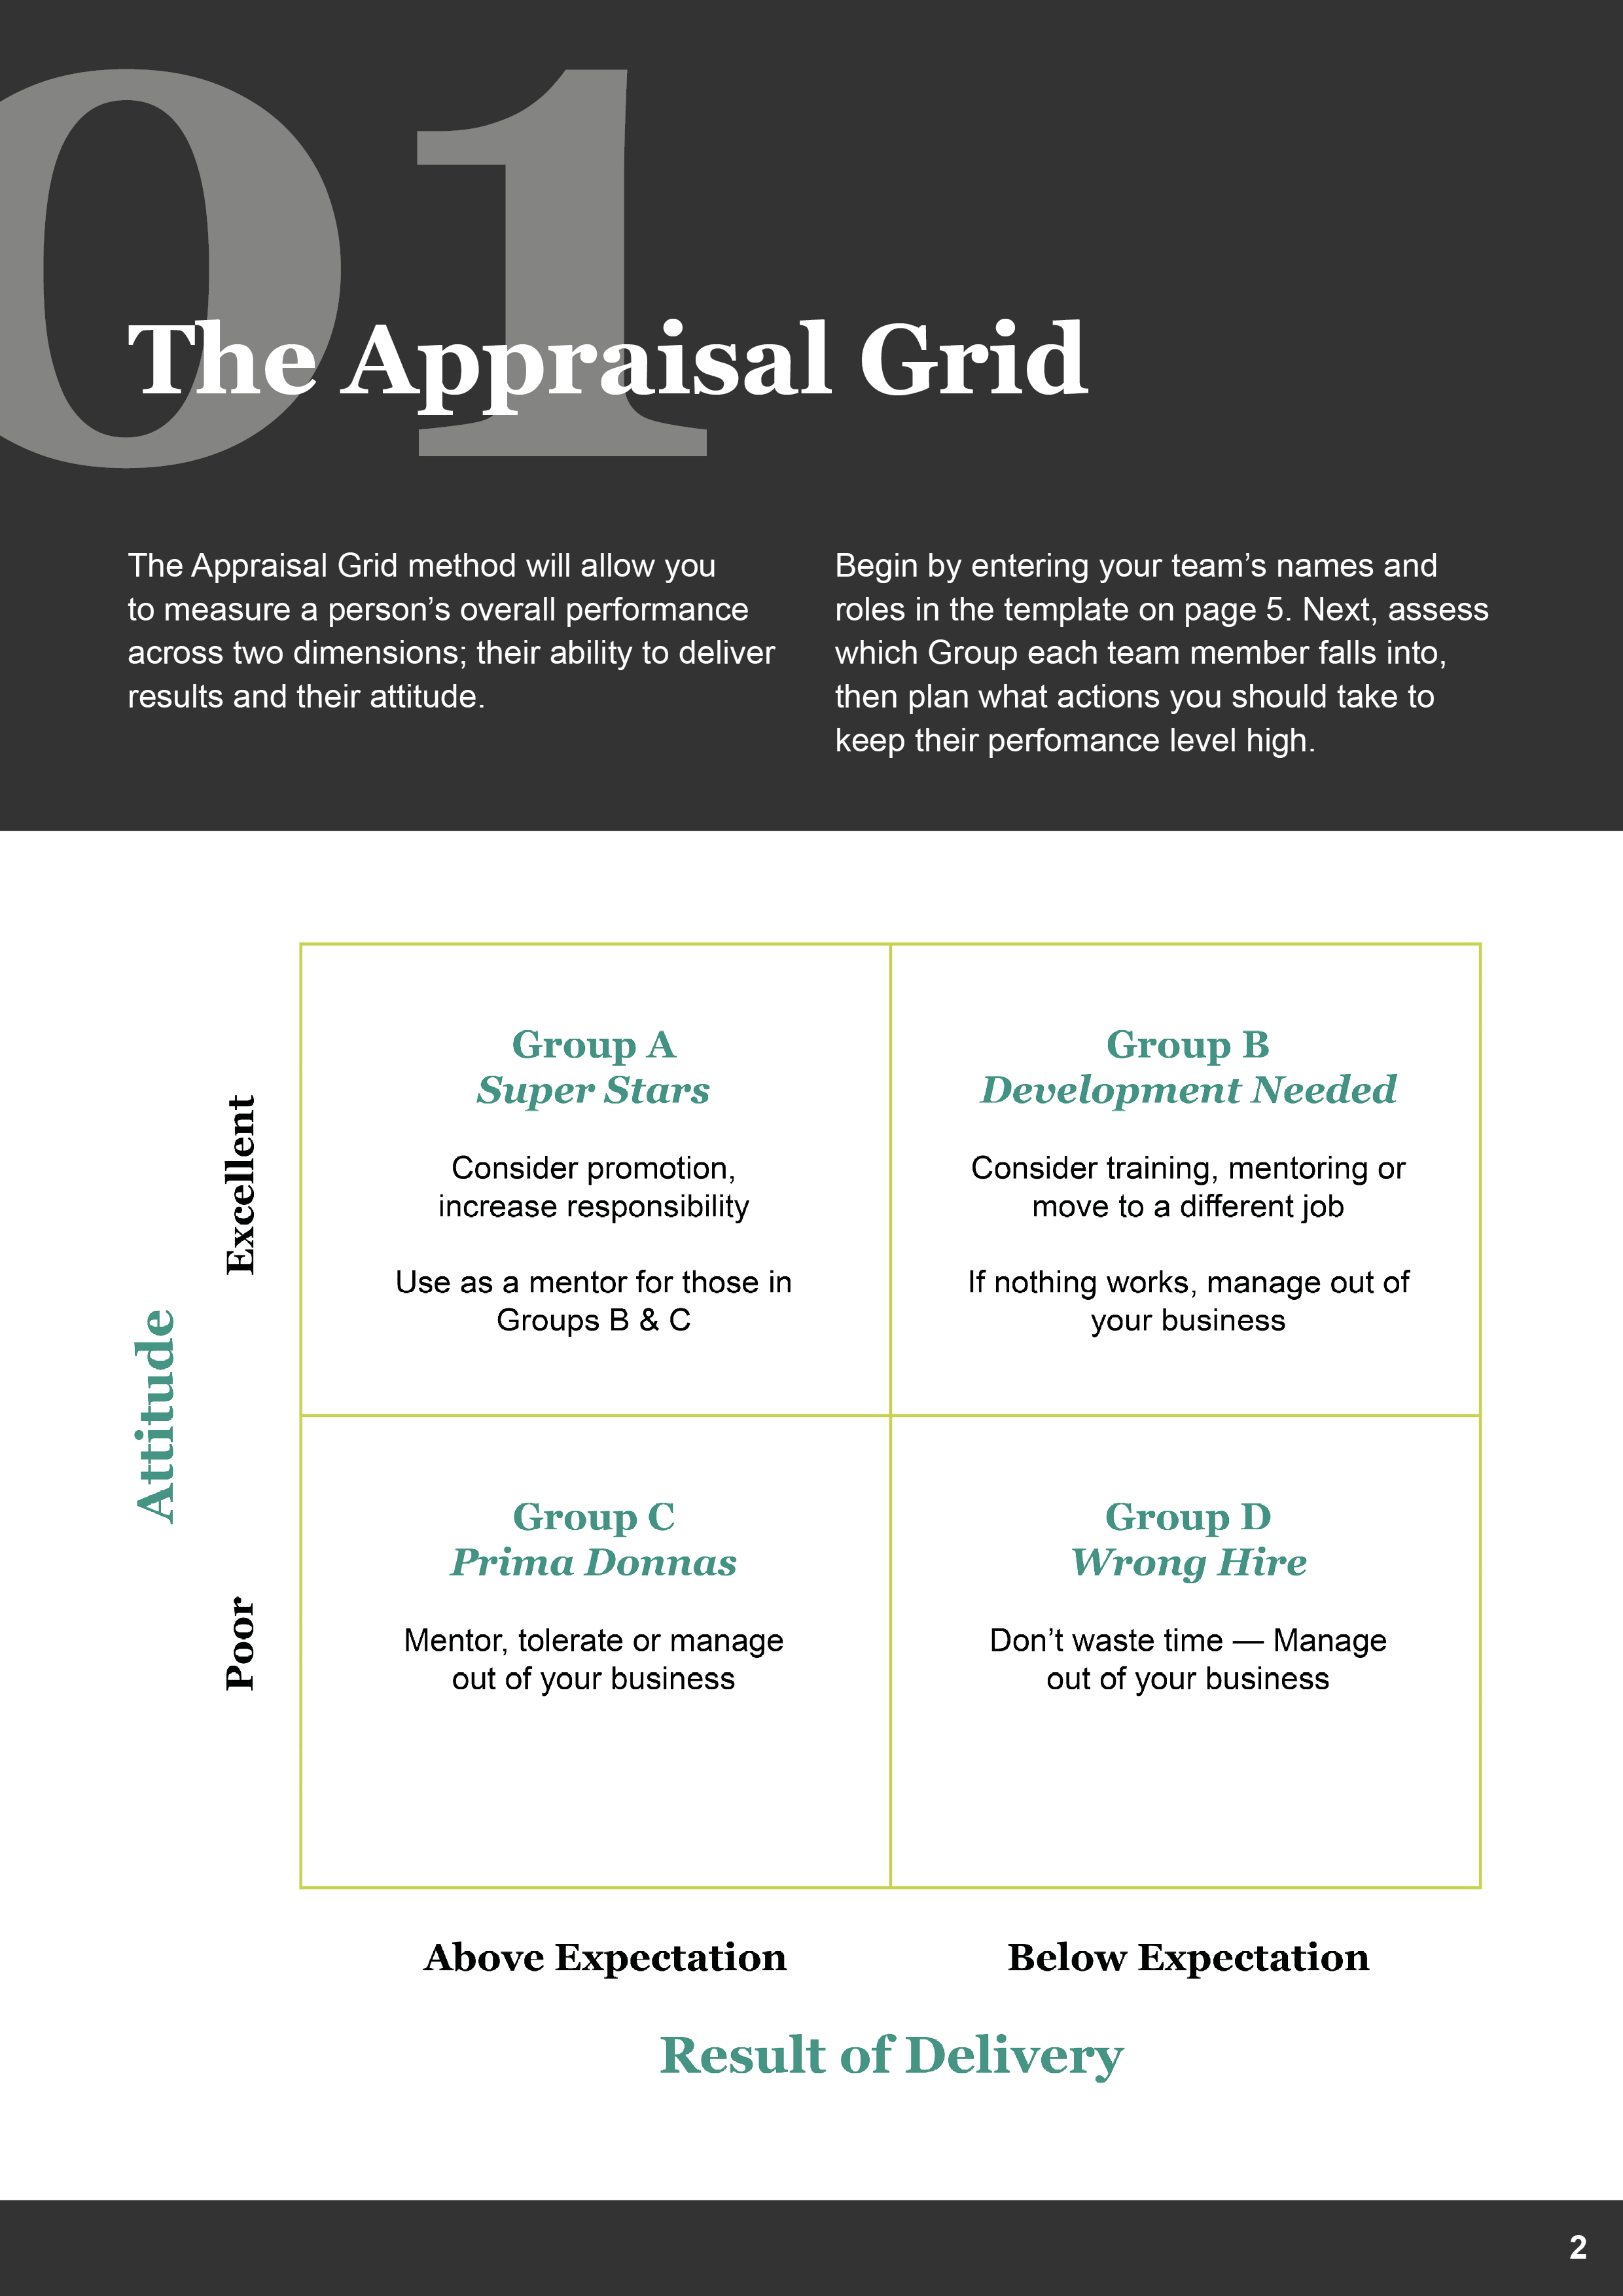 01
The Appraisal Grid
The Appraisal Grid method will allow you
to measure a person’s overall performance
across two dimensions; their ability to deliver
results and their attitude.
Begin by entering your team’s names and
roles in the template on page 5. Next, assess
which Group each team member falls into,
then plan what actions you should take to
keep their perfomance level high.
Attitude
Excellent
Group A
Super Stars
Consider promotion,
increase responsibility
Use as a mentor for those in
Groups B & C
Group B
Development Needed
Consider training, mentoring or
move to a different job
If nothing works, manage out of
your business
Poor
Group C
Prima Donnas
Mentor, tolerate or manage
out of your business
Group D
Wrong Hire
Don’t waste time — Manage
out of your business
Above Expectation
Below Expectation
Result of Delivery
2